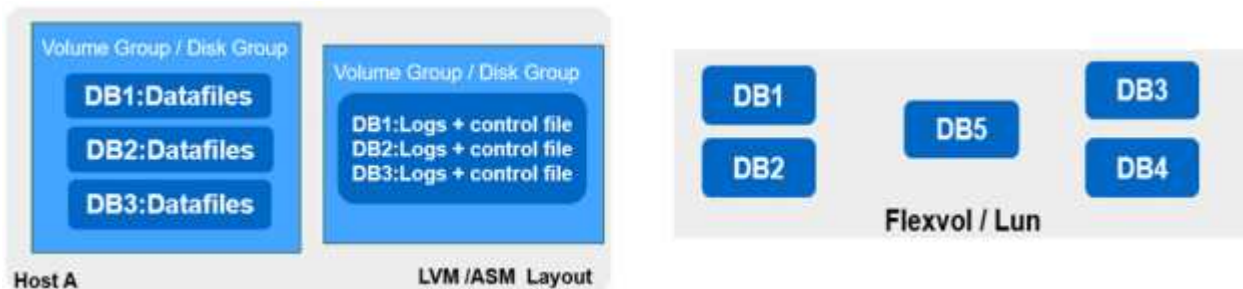 Volume Group / Disk Group
DB1:Datafiles
DB2:Datafiles
DB3:Datafiles
Volume Group / Disk Group
DB1:Logs + control file
DB2:Logs + control file
DB3:Logs + control file
Host A
LVM /ASM Layout
DB1
DB2
DB5
DB3
DB4
Flexvol / Lun